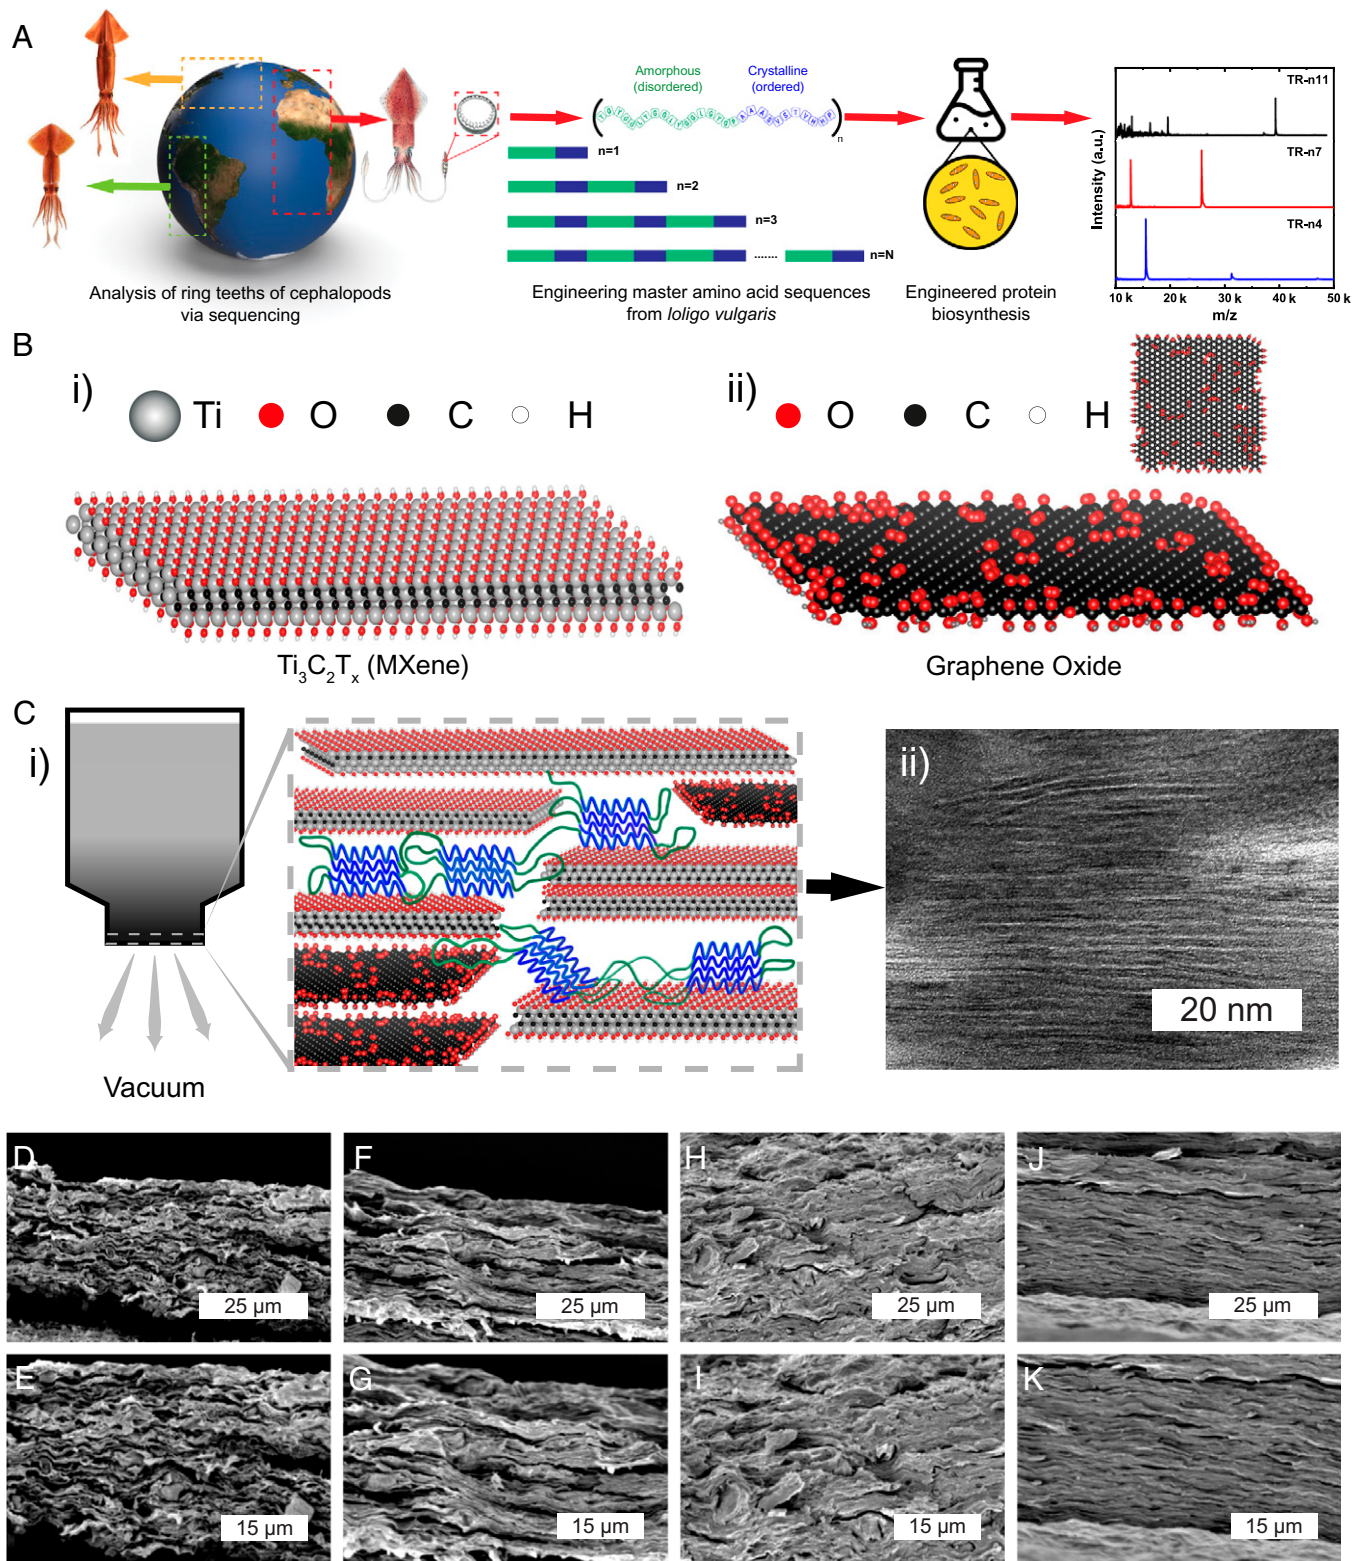 A
Amorphous
(disordered)
Crystalline
(ordered)
n
n=1
n=2
n=3
.......
n=N
Analysis of ring teeths of cephalopods
via sequencing
Engineering master amino acid sequences
from loligo vulgaris
Engineered protein
biosynthesis
Intensity (a.u.)
TR-n11
TR-n7
TR-n4
10 k 20 k 30 k 40 k 50 k
m/z
B
i)
Ti O C H
ii)
O C H
Ti3C2Tx (MXene)
Graphene Oxide
C
i)
Vacuum
ii)
20 nm
D
25 µm
F
25 µm
H
25 µm
J
25 µm
E
15 µm
G
15 µm
I
15 µm
K
15 µm